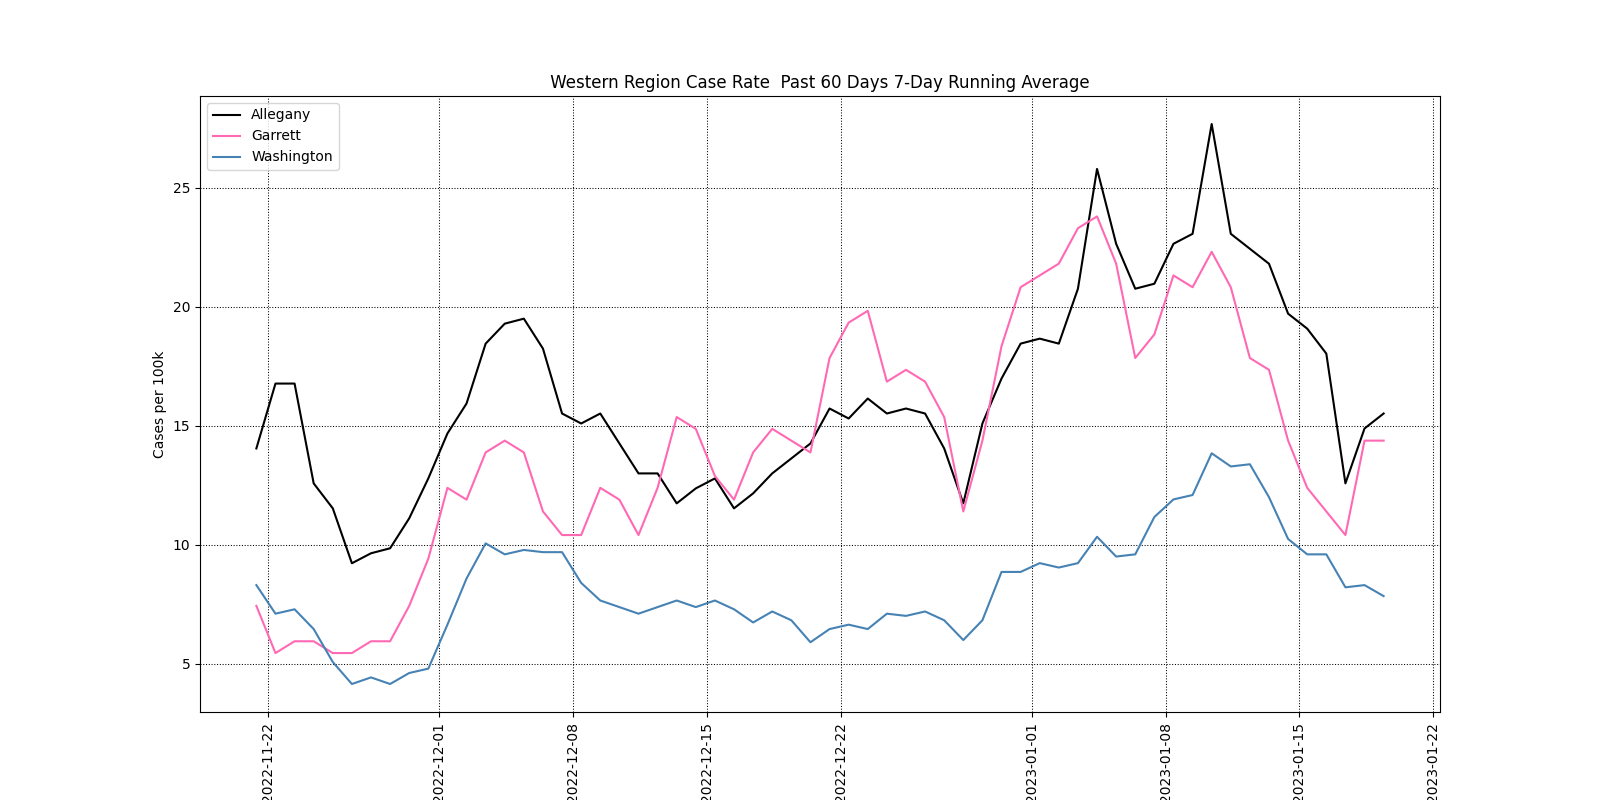 Western Region Case Rate  Past 60 Days 7-Day Running Average
Allegany
Garrett
Washington
Cases per 100k
25
20
15
10
5
2022-11-22
2022-12-01
2022-12-08
2022-12-15
2022-12-22
2023-01-01
2023-01-08
2023-01-15
2023-01-22